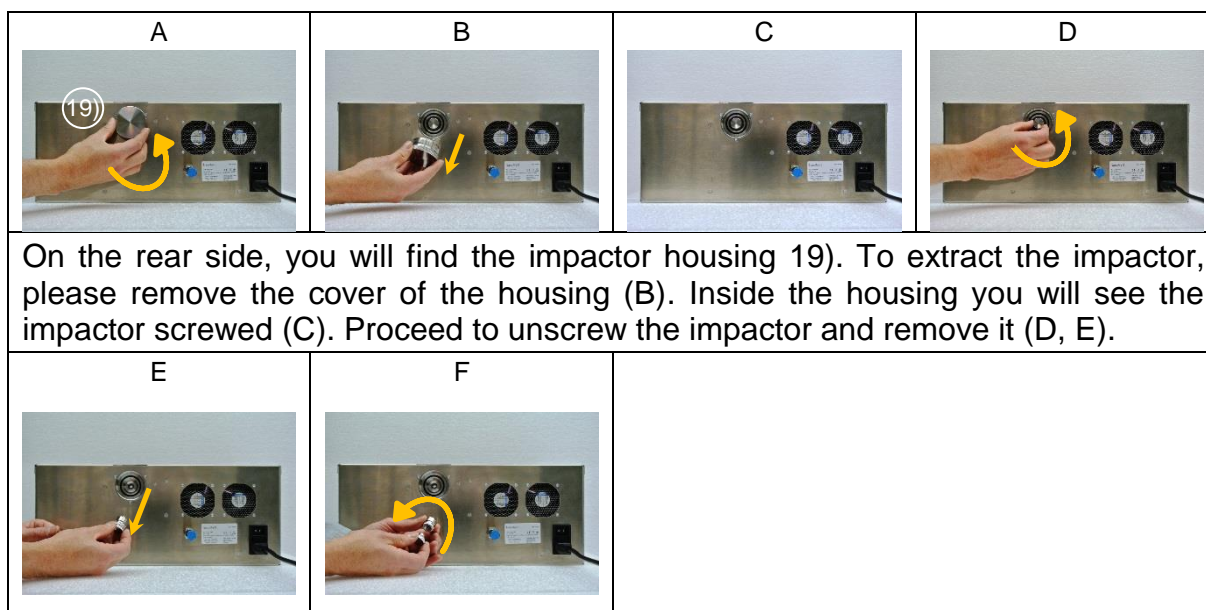 A B C D
19)
On the rear side, you will find the impactor housing 19). To extract the impactor,
please remove the cover of the housing (B). Inside the housing you will see the
impactor screwed (C). Proceed to unscrew the impactor and remove it (D, E).
E F